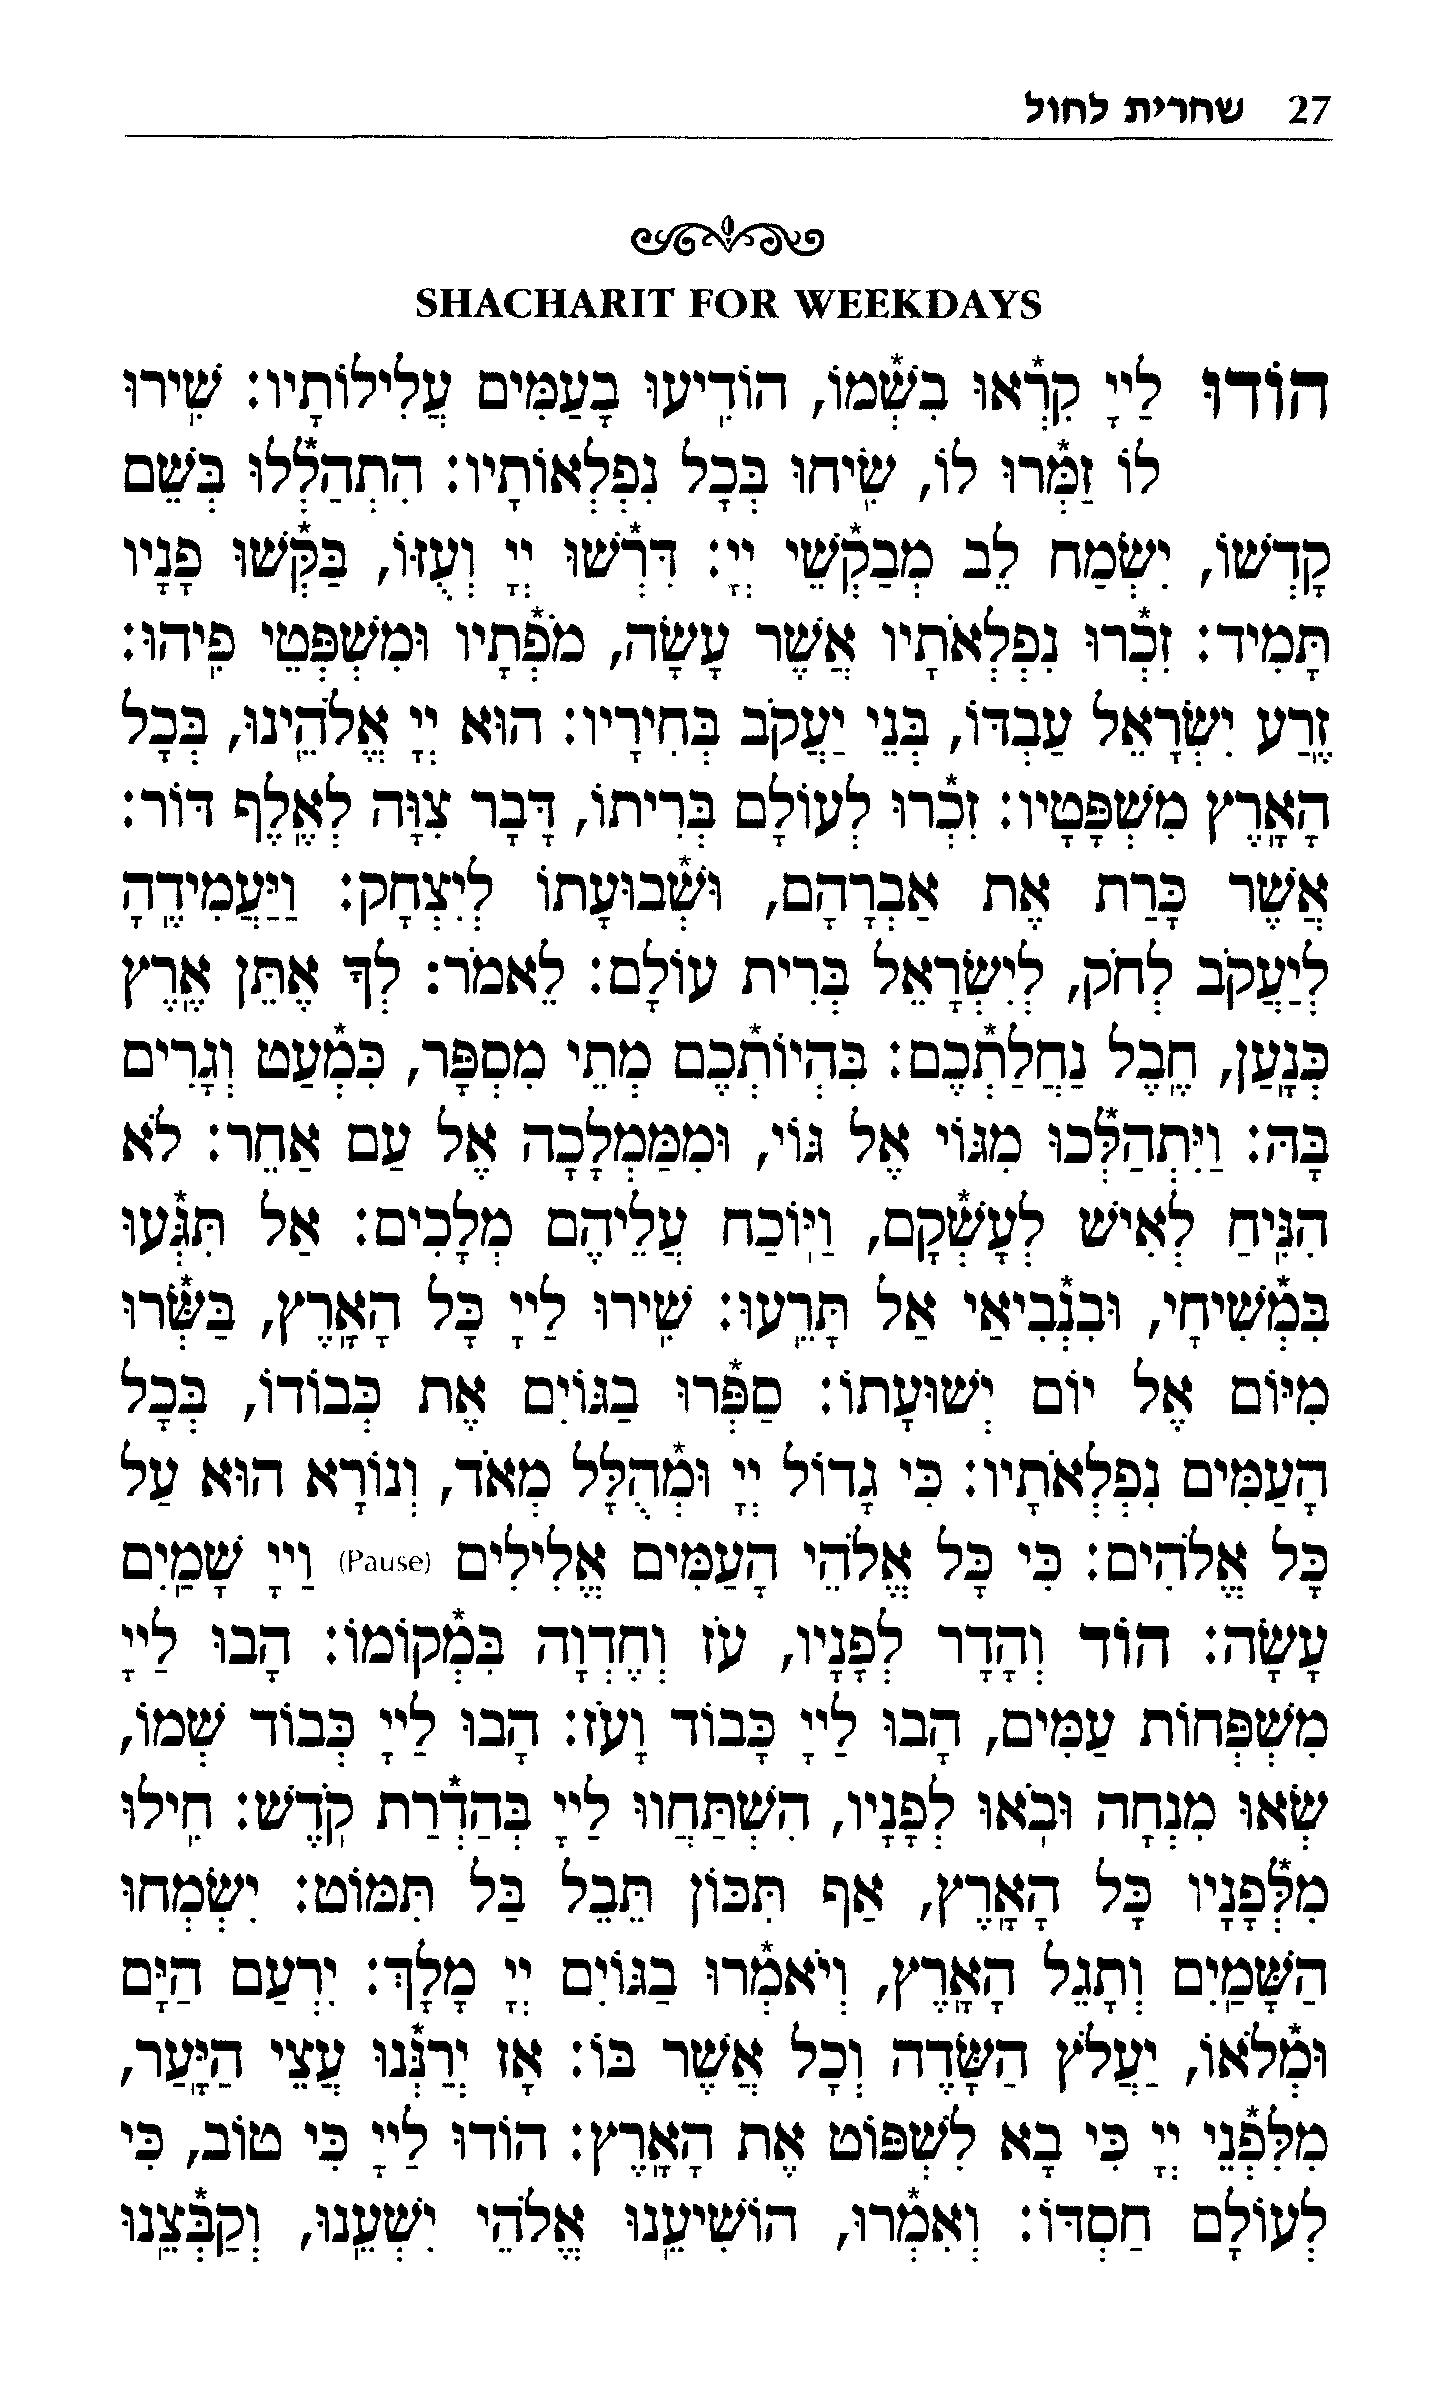 שחרית לחול 27
SHACHARIT FOR WEEKDAYS
הוֹדוּ לַייָ קִרְאוּ בִשְׁמוֹ, הוֹדִיעוּ בָעַמִּים עֲלִילוֹתָיו: שִׁירוּ
לוֹ זַמְּרוּ לוֹ, שִׂיחוּ בְּכָל נִפְלְאוֹתָיו: הִתְהַלְלוּ בְּשֵׁם
קָדְשׁוֹ, יִשְׂמַח לֵב מְבַקְשֵׁי יְיָ: דִּרְשׁוּ יְיָ וְעֻזּוֹ, בַּקְּשׁוּ פָנָיו
תָּמִיד: זִכְרוּ נִפְלְאֹתָיו אֲשֶׁר עָשָׂה, מֹפְתָיו וּמִשְׁפְּטֵי פִיהוּ:
זֶרַע יִשְׂרָאֵל עַבְדּוֹ, בְּנֵי יַעֲקֹב בְּחִירָיו: הוּא יְיָ אֱלֹהֵינוּ, בְּכָל
הָאָרֶץ מִשְׁפָּטָיו: זִכְרוּ לְעוֹלָם בְּרִיתוֹ, דָּבָר צִוָּה לְאֶלֶף דּוֹר:
אֲשֶׁר כָּרַת אֶת אַבְרָהָם, וּשְׁבוּעָתוֹ לְיִצְחָק: וַיַּעֲמִידֶהָ
לְיַעֲקֹב לְחֹק, לְיִשְׂרָאֵל בְּרִית עוֹלָם: לֵאמֹר: לְךָ אֶתֵּן אֶרֶץ
כְּנָעַן, חֶבֶל נַחֲלַתְכֶם: בִּהְיוֹתְכֶם מְתֵי מִסְפָּר, כִּמְעַט וְגָרִים
בָּהּ: וַיִּתְהַלְּכוּ מִגּוֹי אֶל גּוֹי, וּמִמַּמְלָכָה אֶל עַם אַחֵר: לֹא
הִנִּיחַ לְאִישׁ לְעָשְׁקָם, וַיּוֹכַח עֲלֵיהֶם מְלָכִים: אַל תִּגְּעוּ
בִּמְשִׁיחָי, וּבִנְבִיאַי אַל תָּרֵעוּ: שִׁירוּ לַייָ כָּל הָאָרֶץ, בַּשְּׂרוּ
מִיּוֹם אֶל יוֹם יְשׁוּעָתוֹ: סַפְּרוּ בַגּוֹיִם אֶת כְּבוֹדוֹ, בְּכָל
הָעַמִּים נִפְלְאֹתָיו: כִּי גָדוֹל יְיָ וּמְהֻלָּל מְאֹד, וְנוֹרָא הוּא עַל
כָּל אֱלֹהִים: כִּי כָּל אֱלֹהֵי הָעַמִּים אֱלִילִים (Pause) וַייָ שָׁמַיִם
עָשָׂה: הוֹד וְהָדָר לְפָנָיו, עֹז וְחֶדְוָה בִּמְקוֹמוֹ: הָבוּ לַייָ
מִשְׁפְּחוֹת עַמִּים, הָבוּ לַייָ כָּבוֹד וָעֹז: הָבוּ לַייָ כְּבוֹד שְׁמוֹ,
שְׂאוּ מִנְחָה וּבֹאוּ לְפָנָיו, הִשְׁתַּחֲווּ לַייָ בְּהַדְרַת קֹדֶשׁ: חִילוּ
מִלְּפָנָיו כָּל הָאָרֶץ, אַף תִּכּוֹן תֵּבֵל בַּל תִּמּוֹט: יִשְׂמְחוּ
הַשָּׁמַיִם וְתָגֵל הָאָרֶץ, וְיֹאמְרוּ בַגּוֹיִם יְיָ מָלָךְ: יִרְעַם הַיָּם
וּמְלֹאוֹ, יַעֲלֹץ הַשָּׂדֶה וְכָל אֲשֶׁר בּוֹ: אָז יְרַנְּנוּ עֲצֵי הַיָּעַר,
מִלִּפְנֵי יְיָ כִּי בָא לִשְׁפּוֹט אֶת הָאָרֶץ: הוֹדוּ לַייָ כִּי טוֹב, כִּי
לְעוֹלָם חַסְדּוֹ: וְאִמְרוּ, הוֹשִׁיעֵנוּ אֱלֹהֵי יִשְׁעֵנוּ, וְקַבְּצֵנוּ